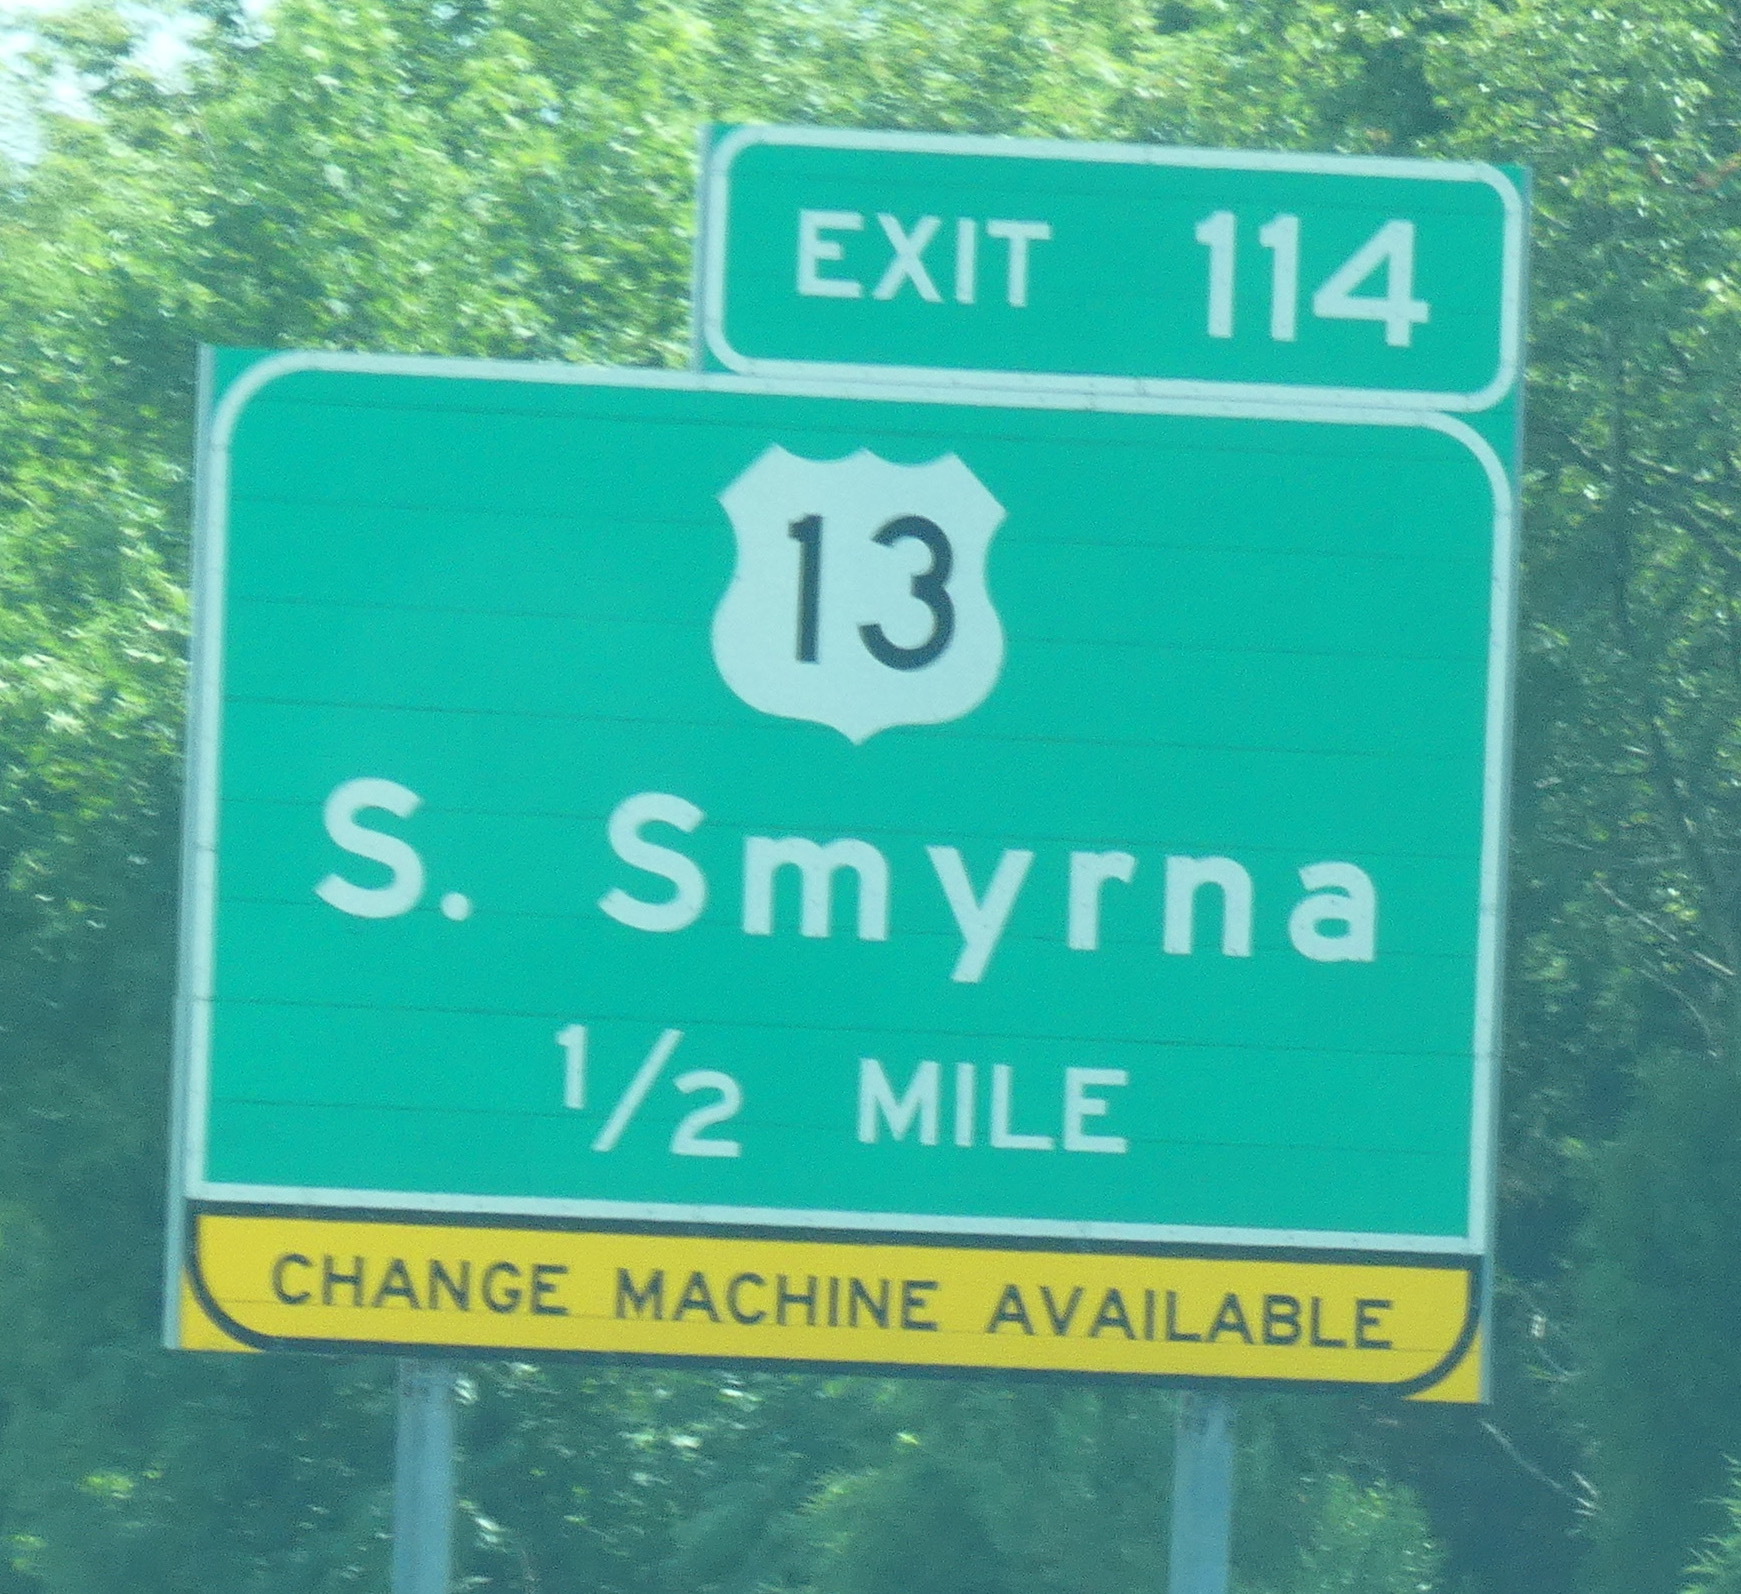 EXIT 114
13
S. Smyrna
1/2 MILE
CHANGE MACHINE AVAILABLE